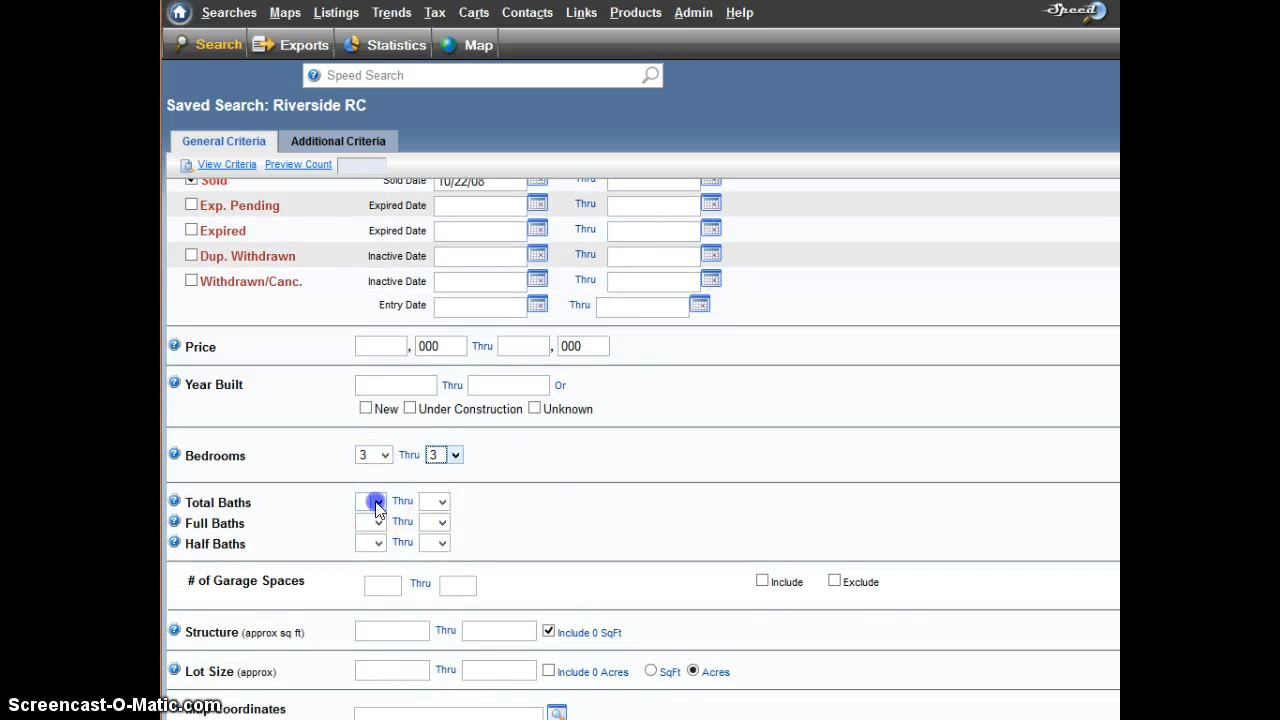 Searches Maps Listings Trends Tax Carts Contacts Links Products Admin Help Speed
Search Exports Statistics Map
Speed Search
Saved Search: Riverside RC
General Criteria Additional Criteria
View Criteria Preview Count
Sold Sold Date 10/22/08 Thru
Exp. Pending Expired Date Thru
Expired Expired Date Thru
Dup. Withdrawn Inactive Date Thru
Withdrawn/Canc. Inactive Date Thru
Entry Date Thru
Price , 000 Thru , 000
Year Built Thru Or
New Under Construction Unknown
Bedrooms 3 Thru 3
Total Baths Thru
Full Baths Thru
Half Baths Thru
# of Garage Spaces Thru Include Exclude
Structure (approx sq ft) Thru Include 0 SqFt
Lot Size (approx) Thru Include 0 Acres SqFt Acres
Map Coordinates
Screencast-O-Matic.com